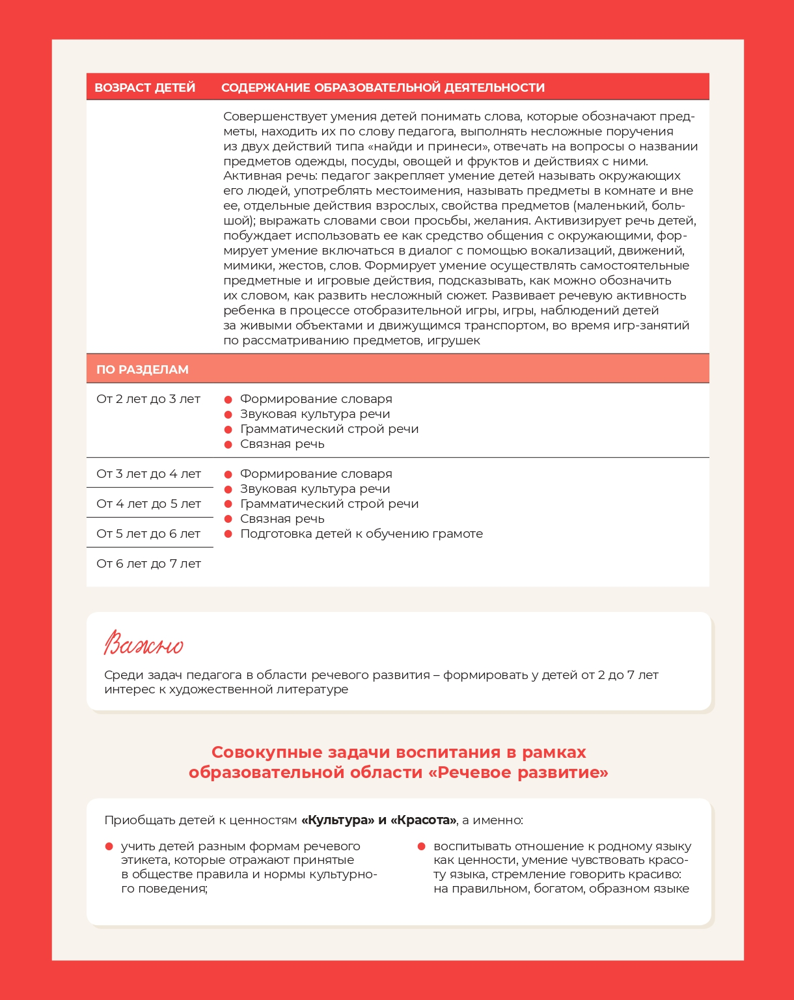 ВОЗРАСТ ДЕТЕЙ СОДЕРЖАНИЕ ОБРАЗОВАТЕЛЬНОЙ ДЕЯТЕЛЬНОСТИ
Совершенствует умения детей понимать слова, которые обозначают пред-
меты, находить их по слову педагога, выполнять несложные поручения
из двух действий типа «найди и принеси», отвечать на вопросы о названии
предметов одежды, посуды, овощей и фруктов и действиях с ними.
Активная речь: педагог закрепляет умение детей называть окружающих
его людей, употреблять местоимения, называть предметы в комнате и вне
ее, отдельные действия взрослых, свойства предметов (маленький, боль-
шой); выражать словами свои просьбы, желания. Активизирует речь детей,
побуждает использовать ее как средство общения с окружающими, фор-
мирует умение включаться в диалог с помощью вокализаций, движений,
мимики, жестов, слов. Формирует умение осуществлять самостоятельные
предметные и игровые действия, подсказывать, как можно обозначить
их словом, как развить несложный сюжет. Развивает речевую активность
ребенка в процессе отобразительной игры, игры, наблюдений детей
за живыми объектами и движущимся транспортом, во время игр-занятий
по рассматриванию предметов, игрушек
ПО РАЗДЕЛАМ
От 2 лет до 3 лет
Формирование словаря
Звуковая культура речи
Грамматический строй речи
Связная речь
От 3 лет до 4 лет
От 4 лет до 5 лет
От 5 лет до 6 лет
От 6 лет до 7 лет
Формирование словаря
Звуковая культура речи
Грамматический строй речи
Связная речь
Подготовка детей к обучению грамоте
Важно
Среди задач педагога в области речевого развития – формировать у детей от 2 до 7 лет
интерес к художественной литературе
Совокупные задачи воспитания в рамках
образовательной области «Речевое развитие»
Приобщать детей к ценностям «Культура» и «Красота», а именно:
учить детей разным формам речевого
этикета, которые отражают принятые
в обществе правила и нормы культурно-
го поведения;
воспитывать отношение к родному языку
как ценности, умение чувствовать красо-
ту языка, стремление говорить красиво:
на правильном, богатом, образном языке